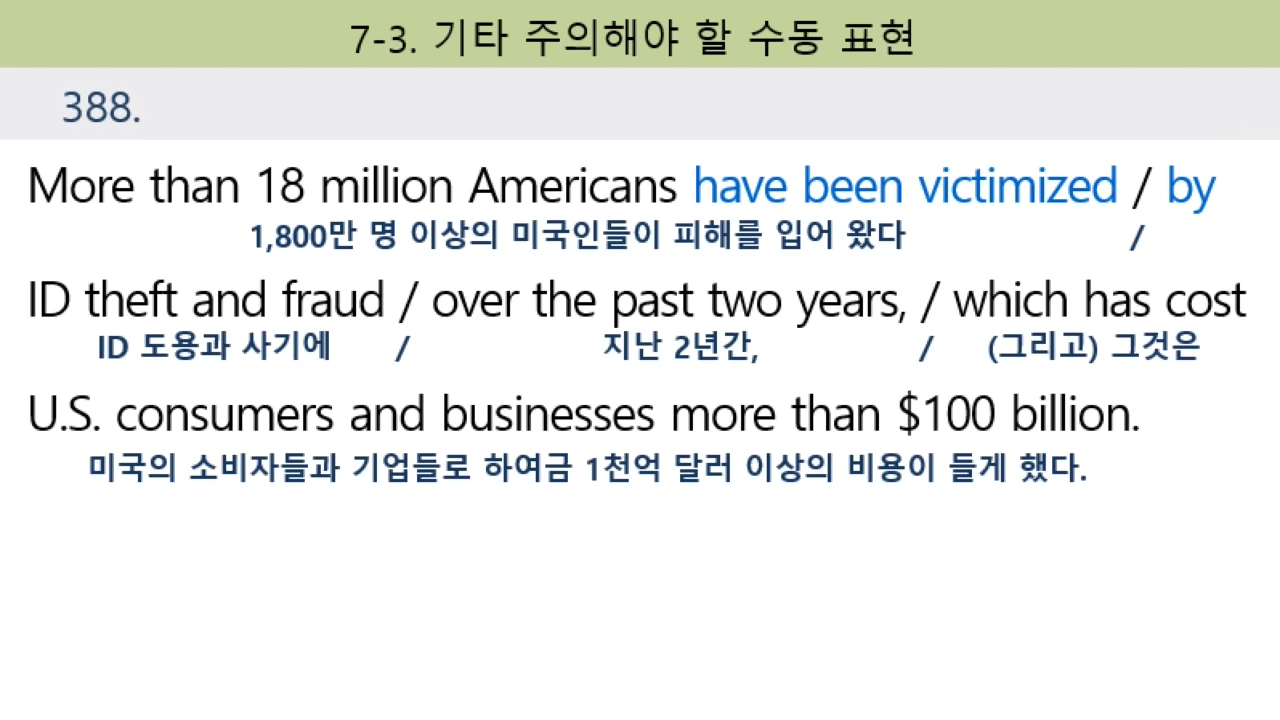 7-3. 기타 주의해야 할 수동 표현
388.
More than 18 million Americans have been victimized / by
1,800만 명 이상의 미국인들이 피해를 입어 왔다 /
ID theft and fraud / over the past two years, / which has cost
ID 도용과 사기에 / 지난 2년간, / (그리고) 그것은
U.S. consumers and businesses more than $100 billion.
미국의 소비자들과 기업들로 하여금 1천억 달러 이상의 비용이 들게 했다.